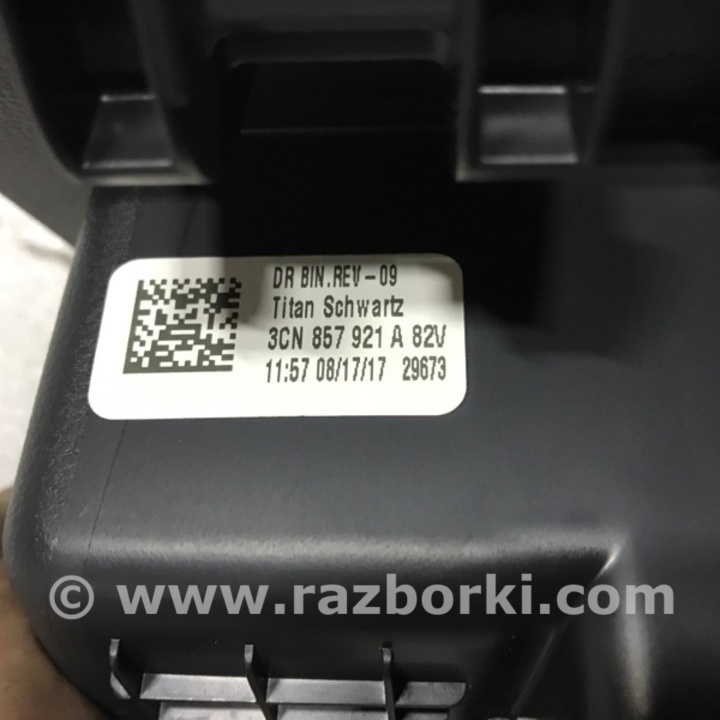 DR BIN.REV-09
Titan Schwartz
3CN 857 921 A 82V
11:57 08/17/17 29673
© www.razborki.com